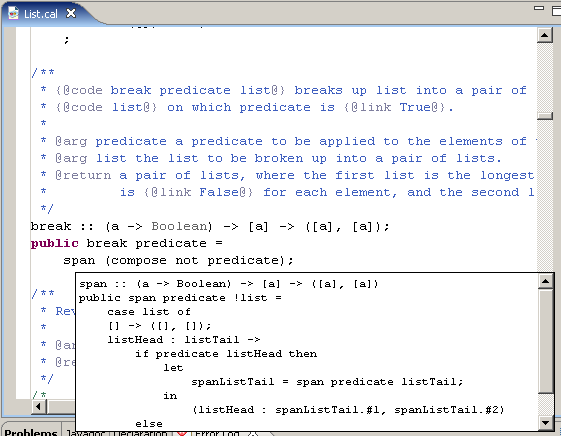 List.cal
;
/**
* {@code break predicate list@} breaks up list into a pair of
* {@code list@} on which predicate is {@link True@}.
*
* @arg predicate a predicate to be applied to the elements of
* @arg list the list to be broken up into a pair of lists.
* @return a pair of lists, where the first list is the longest
* is {@link False@} for each element, and the second l
*/
break :: (a -> Boolean) -> [a] -> ([a], [a]);
public break predicate =
span (compose not predicate);
/**
* Rev
*
* @ar
* @re
*/
/*
span :: (a -> Boolean) -> [a] -> ([a], [a])
public span predicate !list =
case list of
[] -> ([], []);
listHead : listTail ->
if predicate listHead then
let
spanListTail = span predicate listTail;
in
(listHead : spanListTail.#1, spanListTail.#2)
else
Problems Javadoc Declaration Error Log